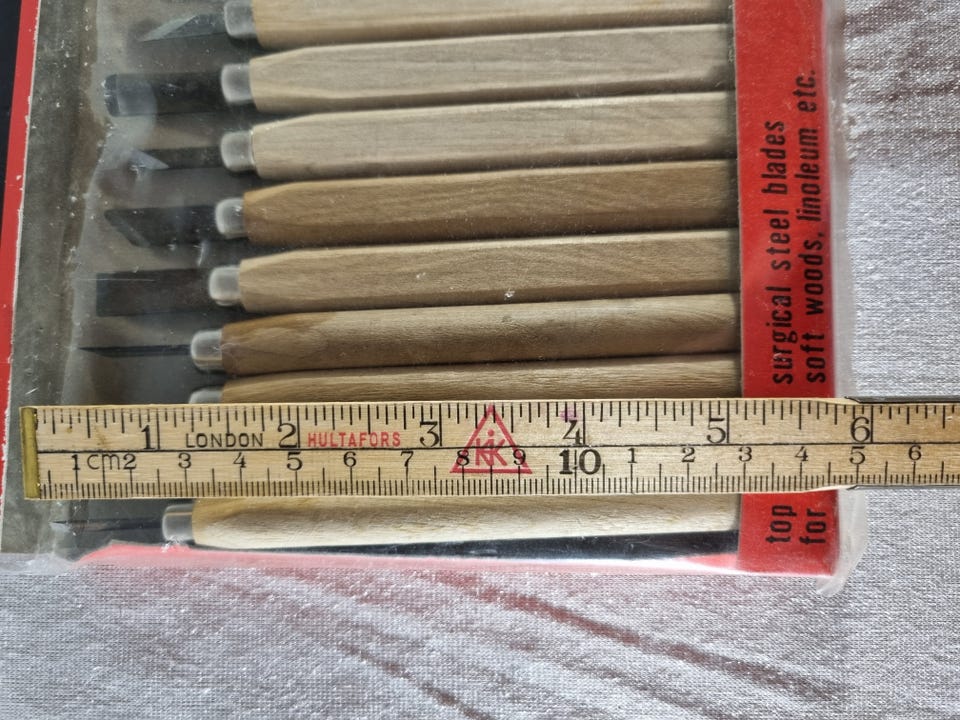 top surgical steel blades
for soft woods, linoleum etc.
1 LONDON 2 HULTAFORS 3 4 5 6
1 cm 2 3 4 5 6 7 8 9 10 1 2 3 4 5 6